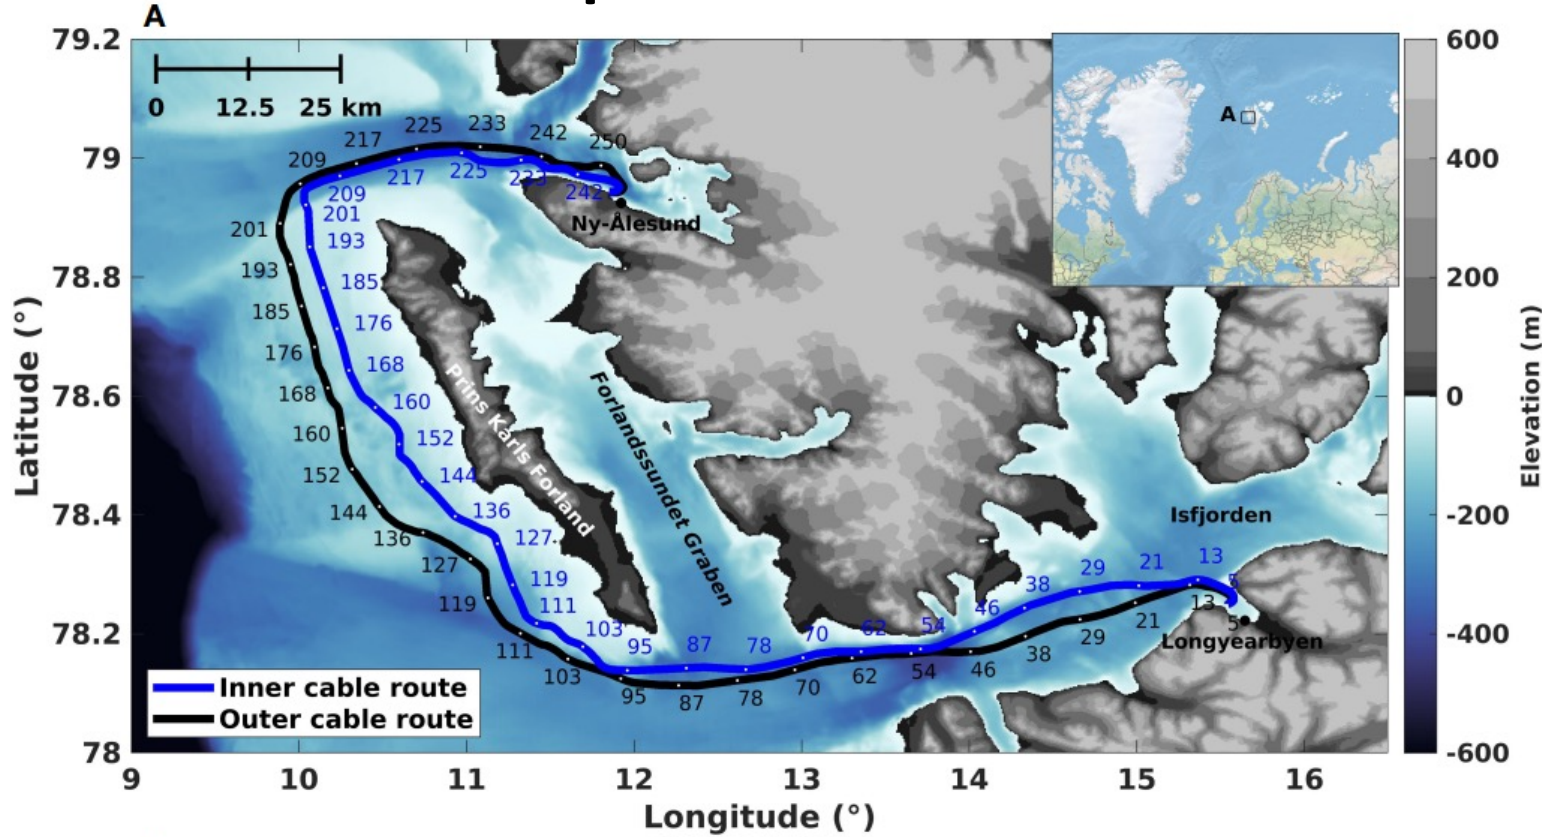 A
79.2
79
78.8
78.6
78.4
78.2
78
Latitude (°)
0 12.5 25 km
217 225 233 242 250
209
209 217 225 233 242
201
201
193
193
185
185
176
176
168
168
160
160
152
152
144
144
136
136
127
127
119
119
111
111
103
103
95 87 78 70 62 54 46 38 29 21 13 5
95 87 78 70 62 54 46 38 29 21 13 5
Ny-Ålesund
Prins Karls Forland
Forlandssundet Graben
Isfjorden
Longyearbyen
A
Inner cable route
Outer cable route
9 10 11 12 13 14 15 16
Longitude (°)
600
400
200
0
-200
-400
-600
Elevation (m)